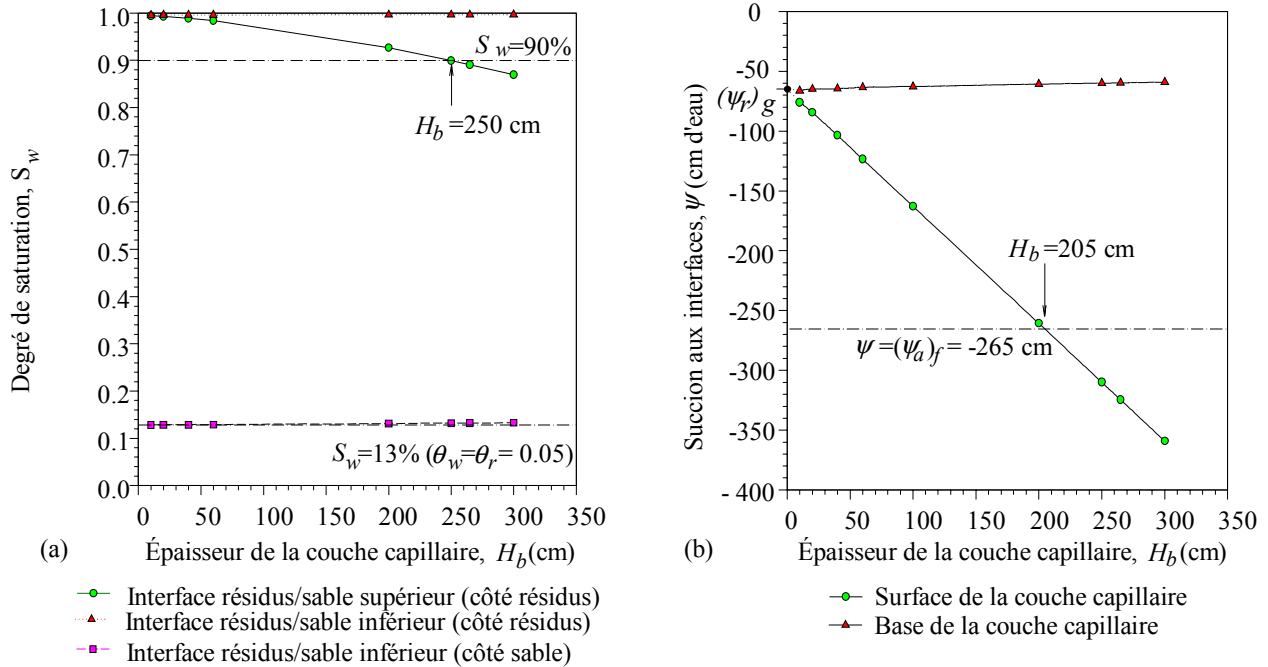 1.0
0.9
0.8
0.7
0.6
0.5
0.4
0.3
0.2
0.1
0.0
Degré de saturation, S_w
S_w=90%
H_b=250 cm
S_w=13% (θ_w=θ_r= 0.05)
0 50 100 150 200 250 300 350
(a) Épaisseur de la couche capillaire, H_b(cm)
Interface résidus/sable supérieur (côté résidus)
Interface résidus/sable inférieur (côté résidus)
Interface résidus/sable inférieur (côté sable)
0
-50
(ψ_r)_g
-100
-150
-200
-250
-300
-350
- 400
Succion aux interfaces, ψ (cm d'eau)
H_b=205 cm
ψ=(ψ_a)_f = -265 cm
0 50 100 150 200 250 300 350
(b) Épaisseur de la couche capillaire, H_b(cm)
Surface de la couche capillaire
Base de la couche capillaire